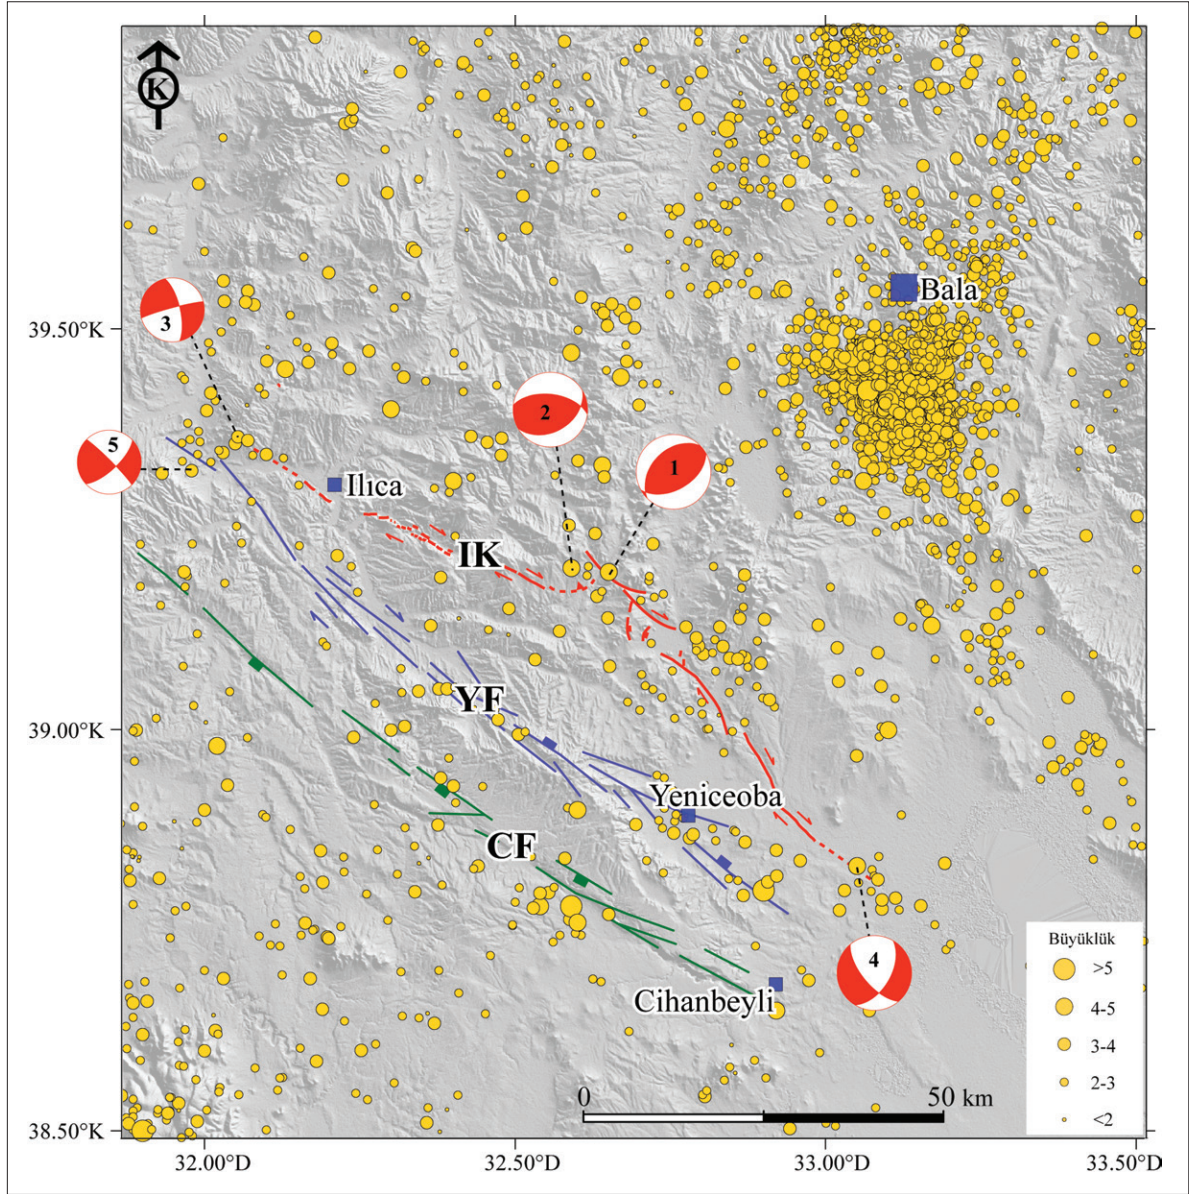 K
Bala
39.50°K
3
2
1
5
Ilıca
IK
39.00°K
YF
Yeniceoba
CF
4
Cihanbeyli
Büyüklük
>5
4-5
3-4
2-3
<2
0 50 km
38.50°K
32.00°D 32.50°D 33.00°D 33.50°D